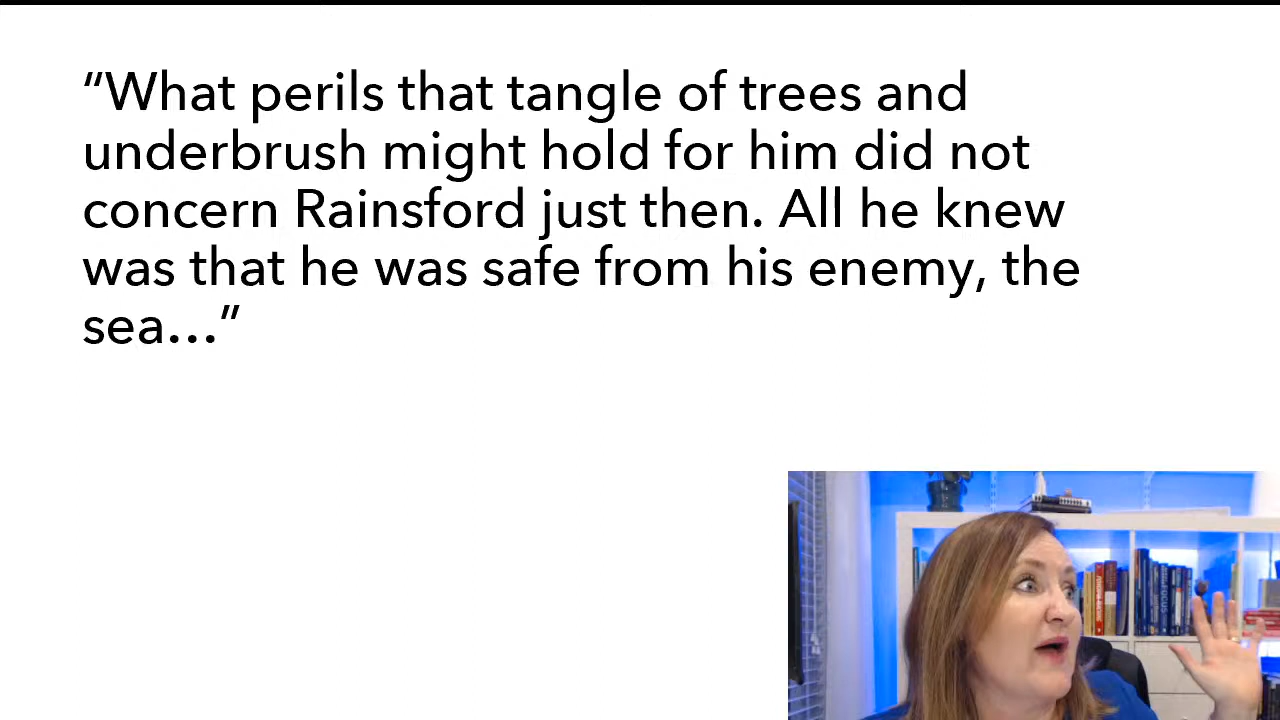 “What perils that tangle of trees and
underbrush might hold for him did not
concern Rainsford just then. All he knew
was that he was safe from his enemy, the
sea…”